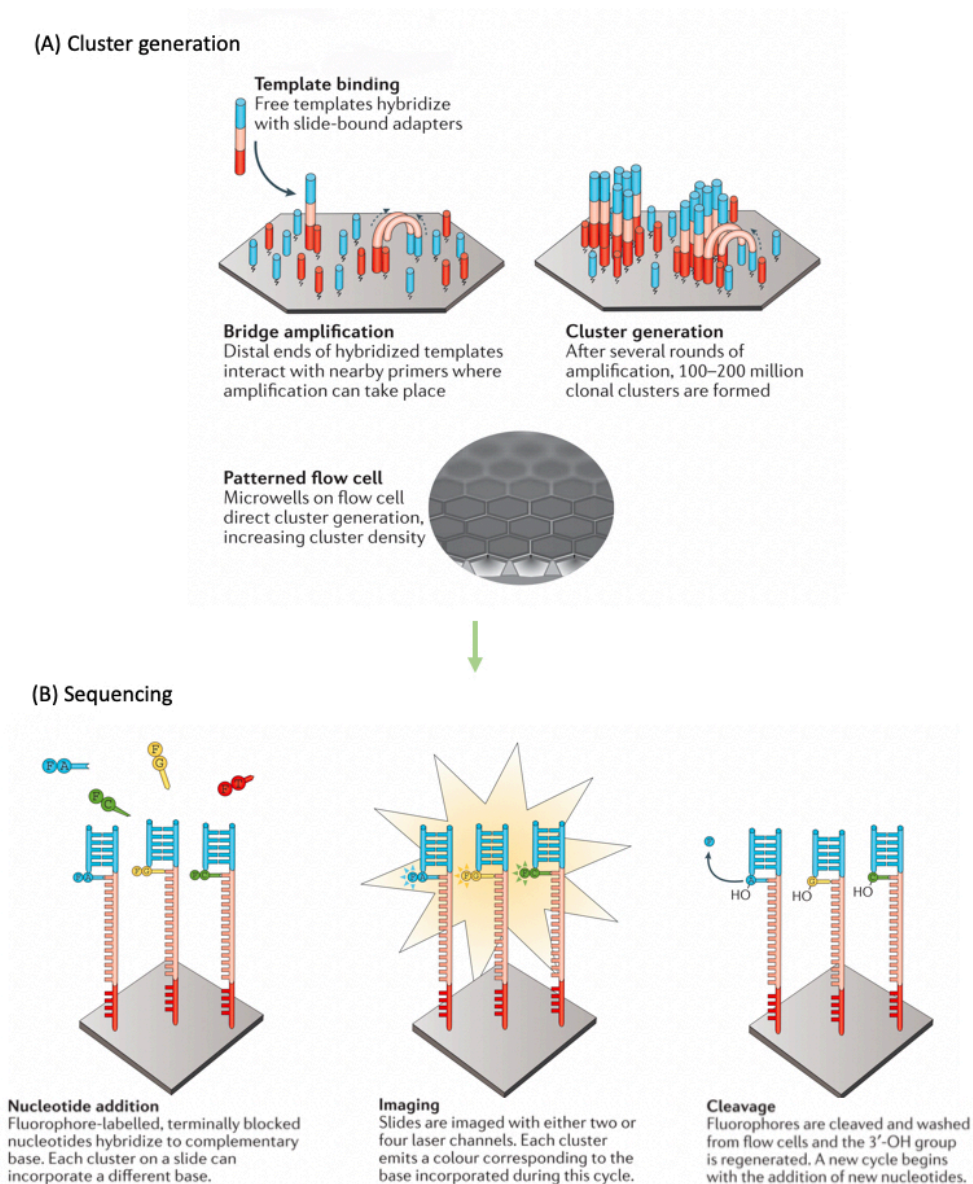 (A) Cluster generation
Template binding
Free templates hybridize
with slide-bound adapters
Bridge amplification
Distal ends of hybridized templates
interact with nearby primers where
amplification can take place
Cluster generation
After several rounds of
amplification, 100–200 million
clonal clusters are formed
Patterned flow cell
Microwells on flow cell
direct cluster generation,
increasing cluster density
(B) Sequencing
F A
F G
F C
F A
F G
F C
F A
F G
F C
F
A
G
C
HO
HO
HO
Nucleotide addition
Fluorophore-labelled, terminally blocked
nucleotides hybridize to complementary
base. Each cluster on a slide can
incorporate a different base.
Imaging
Slides are imaged with either two or
four laser channels. Each cluster
emits a colour corresponding to the
base incorporated during this cycle.
Cleavage
Fluorophores are cleaved and washed
from flow cells and the 3′-OH group
is regenerated. A new cycle begins
with the addition of new nucleotides.